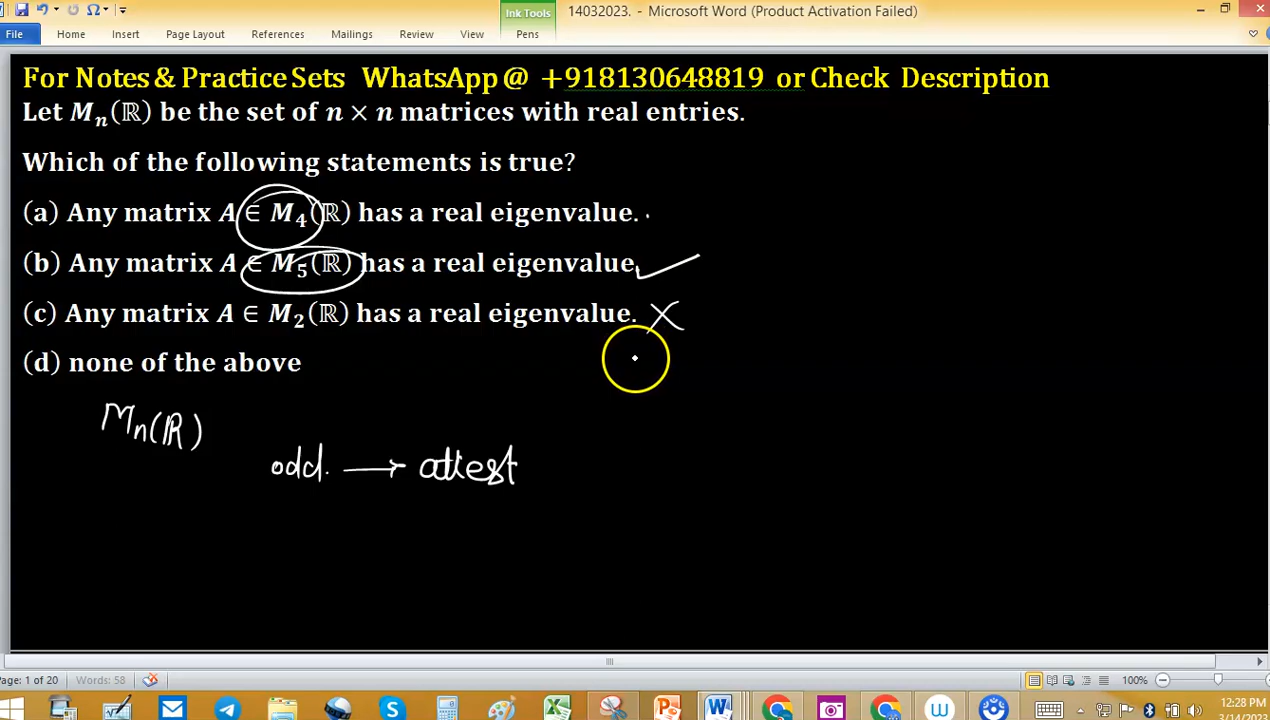 Ink Tools
14032023. - Microsoft Word (Product Activation Failed)
File Home Insert Page Layout References Mailings Review View Pens
For Notes & Practice Sets WhatsApp @ +918130648819 or Check Description
Let Mₙ(ℝ) be the set of n × n matrices with real entries.
Which of the following statements is true?
(a) Any matrix A ∈ M₄(ℝ) has a real eigenvalue.
(b) Any matrix A ∈ M₅(ℝ) has a real eigenvalue.
(c) Any matrix A ∈ M₂(ℝ) has a real eigenvalue.
(d) none of the above
Mₙ(ℝ)
odd. → attest
Page: 1 of 20 Words: 58 100%
12:28 PM
3/14/2023